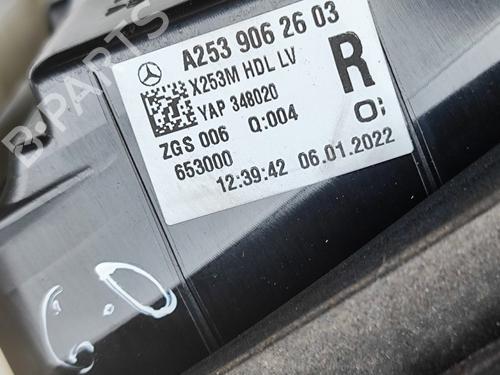 A253 906 26 03
X253M HDL LV
R
YAP 348020
ZGS 006 Q:004
653000
12:39:42 06.01.2022
B-PARTS